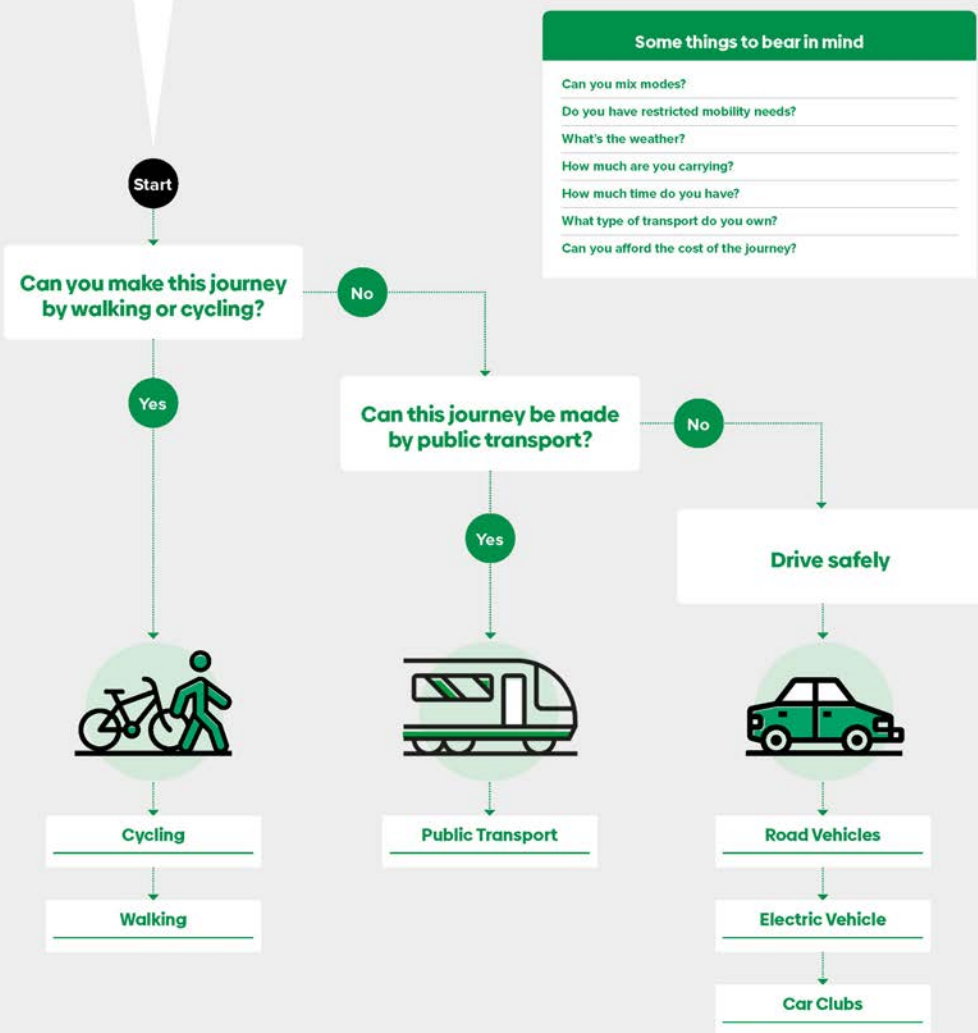 Some things to bear in mind
Can you mix modes?
Do you have restricted mobility needs?
What's the weather?
How much are you carrying?
How much time do you have?
What type of transport do you own?
Can you afford the cost of the journey?
Start
Can you make this journey
by walking or cycling?
No
Yes
Can this journey be made
by public transport?
No
Yes
Drive safely
Cycling
Walking
Public Transport
Road Vehicles
Electric Vehicle
Car Clubs